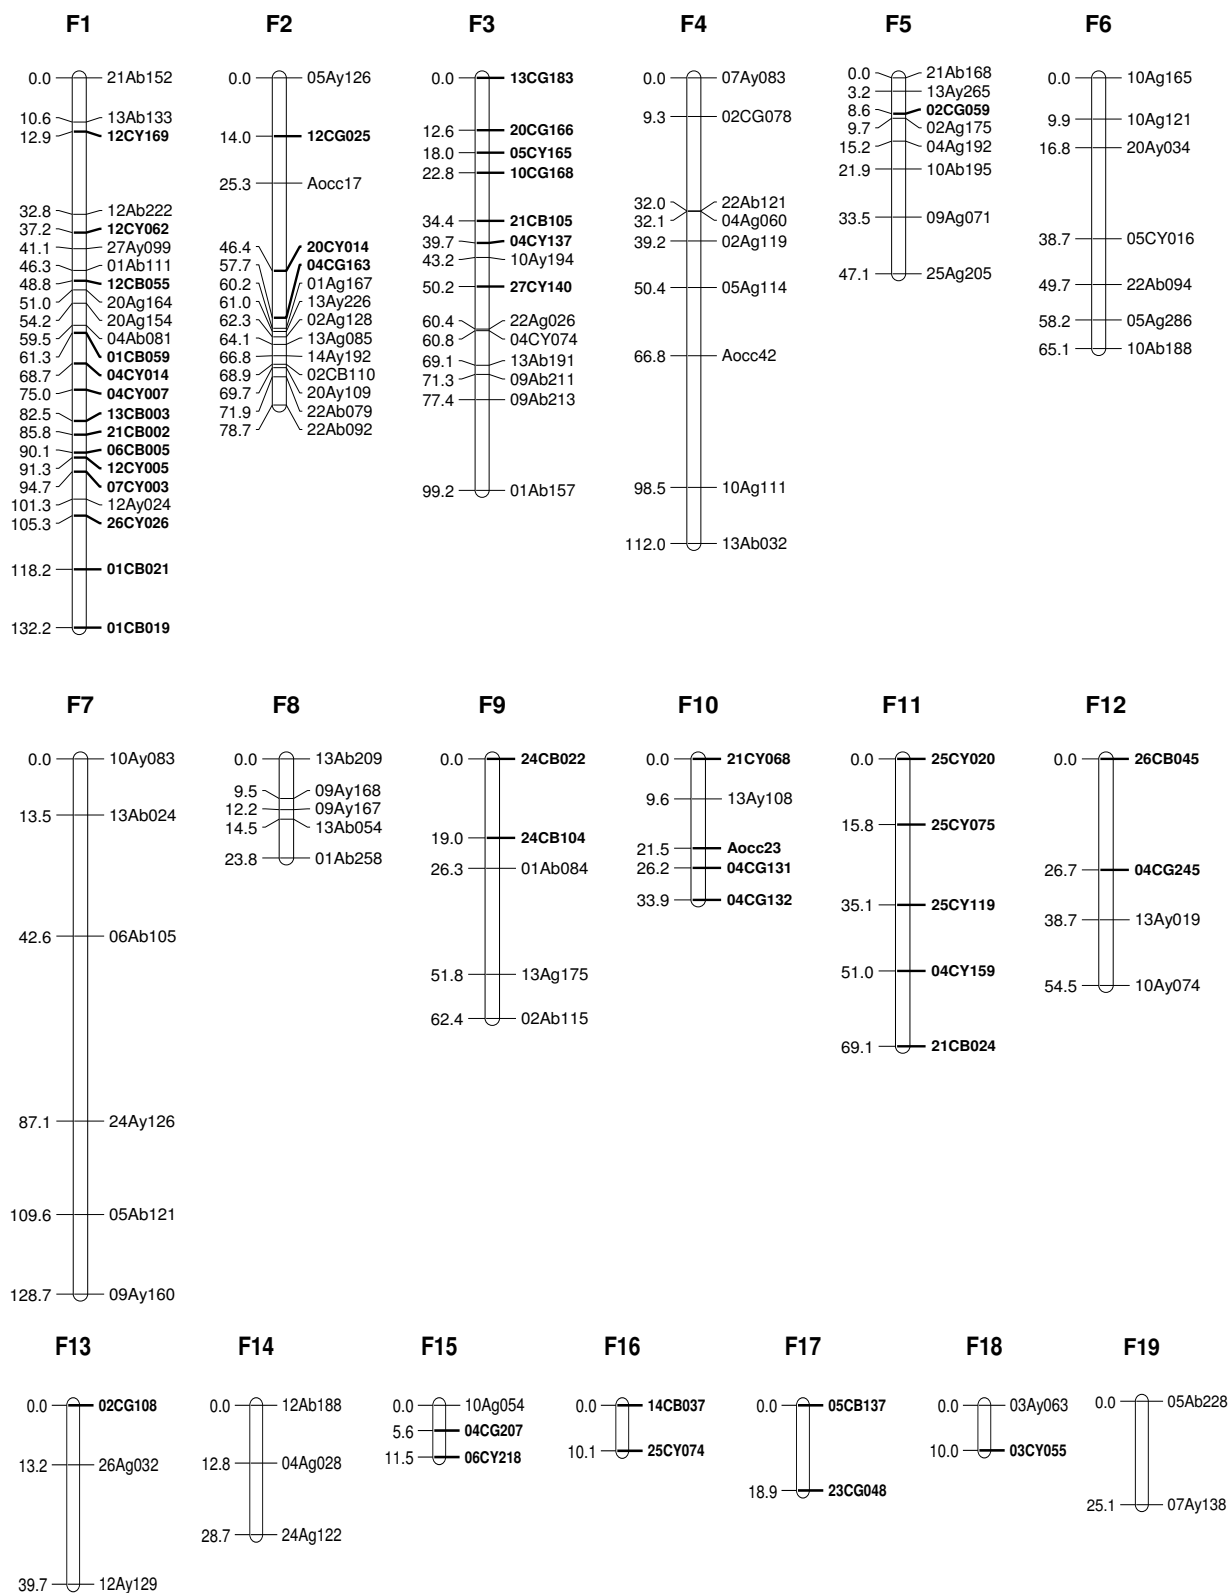 F1
0.0 21Ab152
10.6 13Ab133
12.9 12CY169
32.8 12Ab222
37.2 12CY062
41.1 27Ay099
46.3 01Ab111
48.8 12CB055
51.0 20Ag164
54.2 20Ag154
59.5 04Ab081
61.3 01CB059
68.7 04CY014
75.0 04CY007
82.5 13CB003
85.8 21CB002
90.1 06CB005
91.3 12CY005
94.7 07CY003
101.3 12Ay024
105.3 26CY026
118.2 01CB021
132.2 01CB019
F2
0.0 05Ay126
14.0 12CG025
25.3 Aocc17
46.4 20CY014
57.7 04CG163
60.2 01Ag167
61.0 13Ay226
62.3 02Ag128
64.1 13Ag085
66.8 14Ay192
68.9 02CB110
69.7 20Ay109
71.9 22Ab079
78.7 22Ab092
F3
0.0 13CG183
12.6 20CG166
18.0 05CY165
22.8 10CG168
34.4 21CB105
39.7 04CY137
43.2 10Ay194
50.2 27CY140
60.4 22Ag026
60.8 04CY074
69.1 13Ab191
71.3 09Ab211
77.4 09Ab213
99.2 01Ab157
F4
0.0 07Ay083
9.3 02CG078
32.0 22Ab121
32.1 04Ag060
39.2 02Ag119
50.4 05Ag114
66.8 Aocc42
98.5 10Ag111
112.0 13Ab032
F5
0.0 21Ab168
3.2 13Ay265
8.6 02CG059
9.7 02Ag175
15.2 04Ag192
21.9 10Ab195
33.5 09Ag071
47.1 25Ag205
F6
0.0 10Ag165
9.9 10Ag121
16.8 20Ay034
38.7 05CY016
49.7 22Ab094
58.2 05Ag286
65.1 10Ab188
F7
0.0 10Ay083
13.5 13Ab024
42.6 06Ab105
87.1 24Ay126
109.6 05Ab121
128.7 09Ay160
F8
0.0 13Ab209
9.5 09Ay168
12.2 09Ay167
14.5 13Ab054
23.8 01Ab258
F9
0.0 24CB022
19.0 24CB104
26.3 01Ab084
51.8 13Ag175
62.4 02Ab115
F10
0.0 21CY068
9.6 13Ay108
21.5 Aocc23
26.2 04CG131
33.9 04CG132
F11
0.0 25CY020
15.8 25CY075
35.1 25CY119
51.0 04CY159
69.1 21CB024
F12
0.0 26CB045
26.7 04CG245
38.7 13Ay019
54.5 10Ay074
F13
0.0 02CG108
13.2 26Ag032
39.7 12Ay129
F14
0.0 12Ab188
12.8 04Ag028
28.7 24Ag122
F15
0.0 10Ag054
5.6 04CG207
11.5 06CY218
F16
0.0 14CB037
10.1 25CY074
F17
0.0 05CB137
18.9 23CG048
F18
0.0 03Ay063
10.0 03CY055
F19
0.0 05Ab228
25.1 07Ay138